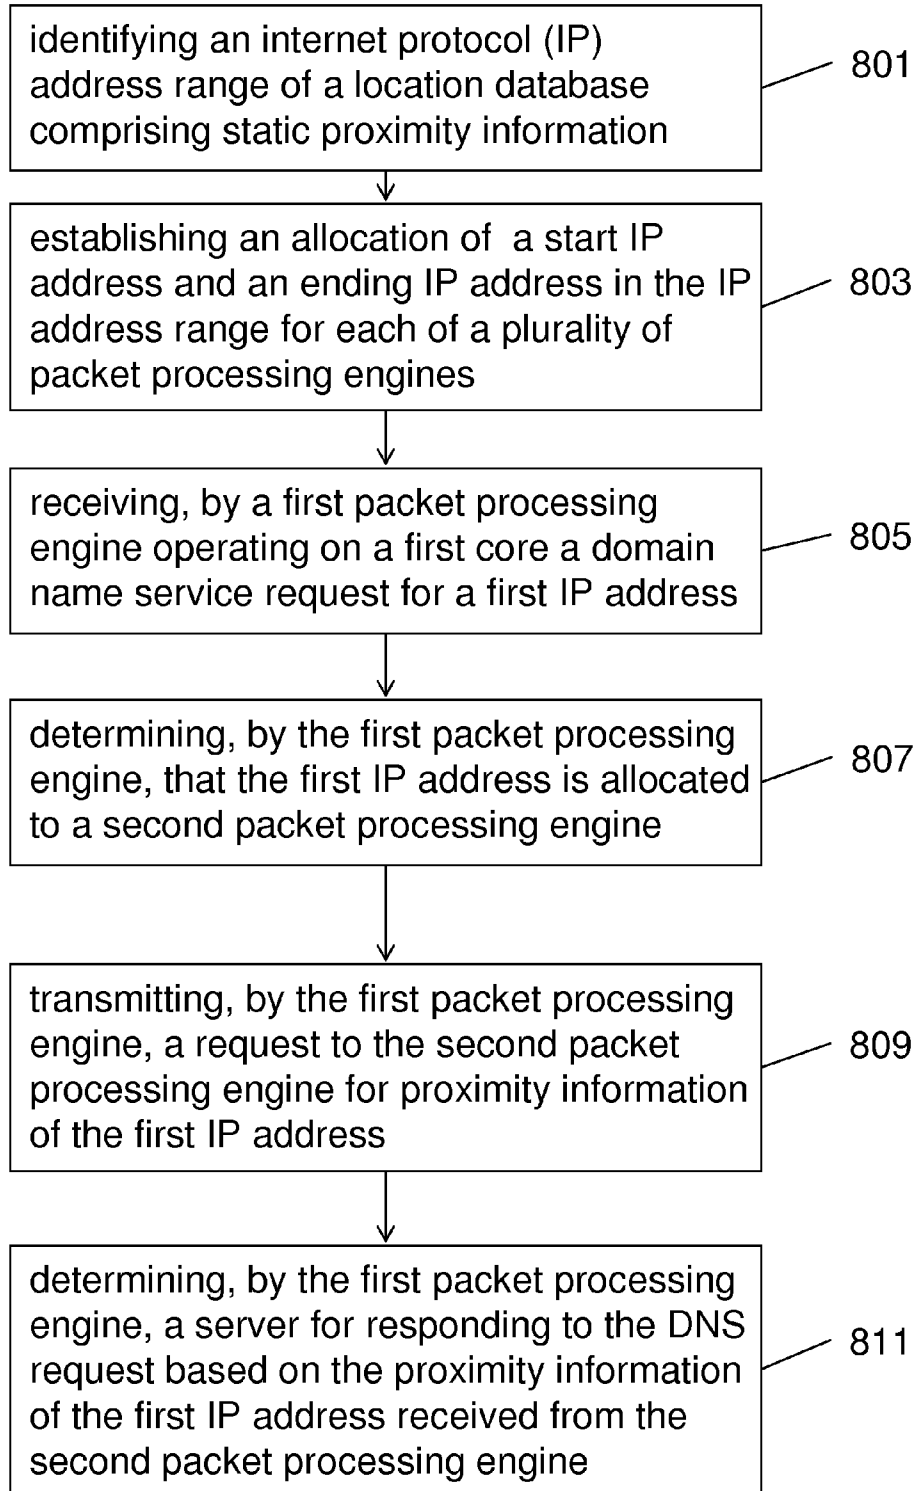 identifying an internet protocol (IP)
address range of a location database
comprising static proximity information
801
establishing an allocation of a start IP
address and an ending IP address in the IP
address range for each of a plurality of
packet processing engines
803
receiving, by a first packet processing
engine operating on a first core a domain
name service request for a first IP address
805
determining, by the first packet processing
engine, that the first IP address is allocated
to a second packet processing engine
807
transmitting, by the first packet processing
engine, a request to the second packet
processing engine for proximity information
of the first IP address
809
determining, by the first packet processing
engine, a server for responding to the DNS
request based on the proximity information
of the first IP address received from the
second packet processing engine
811